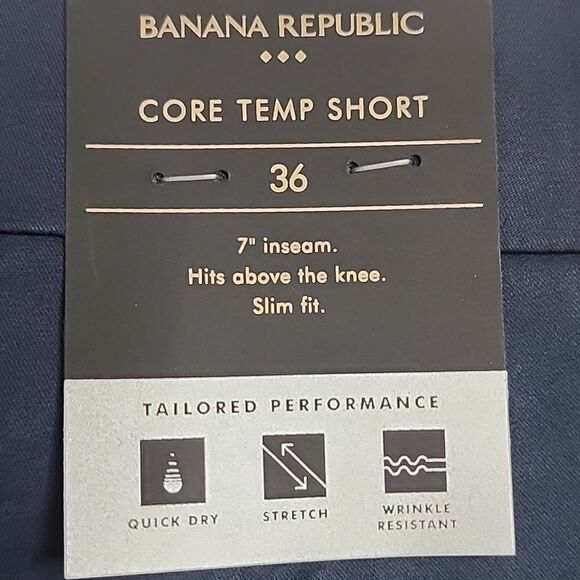 BANANA REPUBLIC
CORE TEMP SHORT
36
7" inseam.
Hits above the knee.
Slim fit.
TAILORED PERFORMANCE
QUICK DRY
STRETCH
WRINKLE
RESISTANT